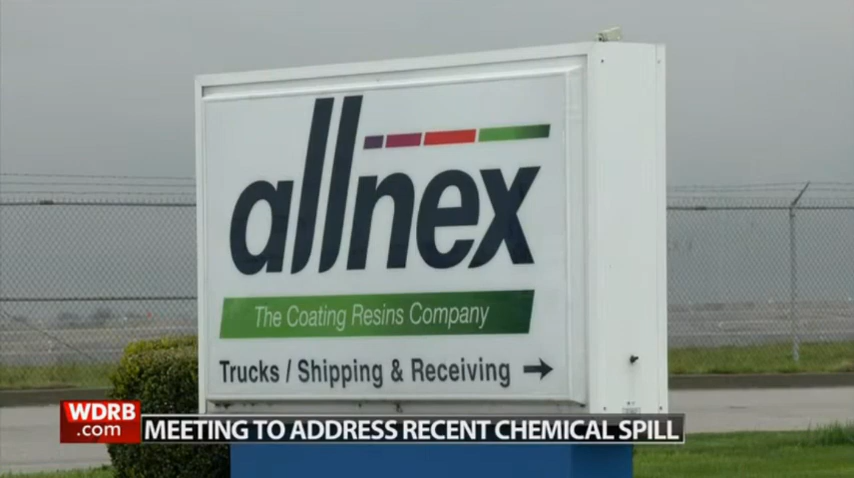 allnex
The Coating Resins Company
Trucks / Shipping & Receiving →
WDRB
.com
MEETING TO ADDRESS RECENT CHEMICAL SPILL